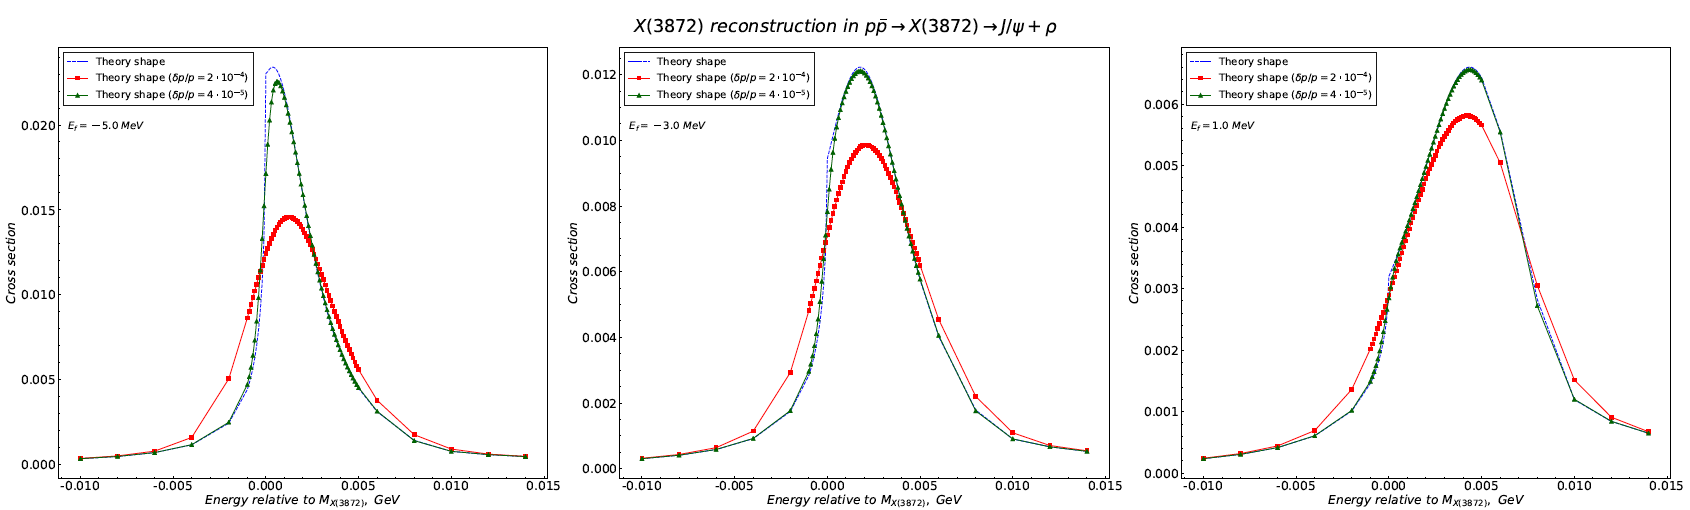 X(3872) reconstruction in pp̄ → X(3872) → J/ψ + ρ
Theory shape
Theory shape (δp/p = 2 · 10⁻⁴)
Theory shape (δp/p = 4 · 10⁻⁵)
E_f = −5.0 MeV
0.020
0.015
0.010
0.005
0.000
Cross section
-0.010
-0.005
0.000
0.005
0.010
0.015
Energy relative to M_X(3872), GeV
Theory shape
Theory shape (δp/p = 2 · 10⁻⁴)
Theory shape (δp/p = 4 · 10⁻⁵)
E_f = −3.0 MeV
0.012
0.010
0.008
0.006
0.004
0.002
0.000
Cross section
-0.010
-0.005
0.000
0.005
0.010
0.015
Energy relative to M_X(3872), GeV
Theory shape
Theory shape (δp/p = 2 · 10⁻⁴)
Theory shape (δp/p = 4 · 10⁻⁵)
E_f = 1.0 MeV
0.006
0.005
0.004
0.003
0.002
0.001
0.000
Cross section
-0.010
-0.005
0.000
0.005
0.010
0.015
Energy relative to M_X(3872), GeV